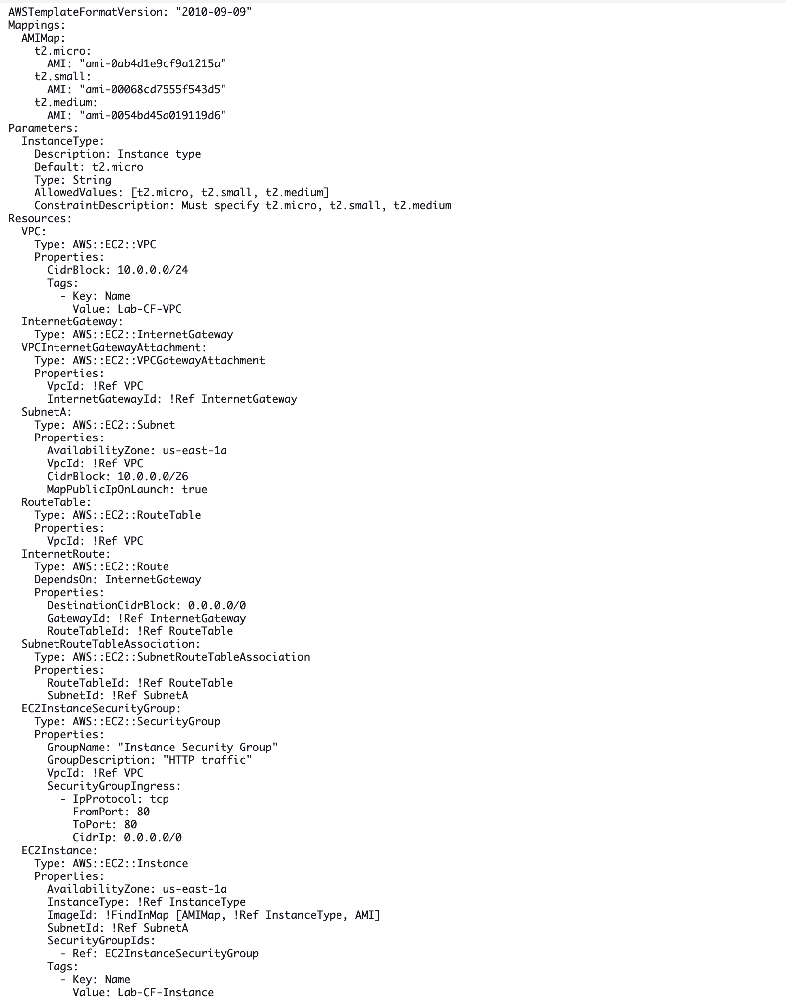 AWSTemplateFormatVersion: "2010-09-09"
Mappings:
  AMIMap:
    t2.micro:
      AMI: "ami-0ab4d1e9cf9a1215a"
    t2.small:
      AMI: "ami-00068cd7555f543d5"
    t2.medium:
      AMI: "ami-0054bd45a019119d6"
Parameters:
  InstanceType:
    Description: Instance type
    Default: t2.micro
    Type: String
    AllowedValues: [t2.micro, t2.small, t2.medium]
    ConstraintDescription: Must specify t2.micro, t2.small, t2.medium
Resources:
  VPC:
    Type: AWS::EC2::VPC
    Properties:
      CidrBlock: 10.0.0.0/24
      Tags:
        - Key: Name
          Value: Lab-CF-VPC
  InternetGateway:
    Type: AWS::EC2::InternetGateway
  VPCInternetGatewayAttachment:
    Type: AWS::EC2::VPCGatewayAttachment
    Properties:
      VpcId: !Ref VPC
      InternetGatewayId: !Ref InternetGateway
  SubnetA:
    Type: AWS::EC2::Subnet
    Properties:
      AvailabilityZone: us-east-1a
      VpcId: !Ref VPC
      CidrBlock: 10.0.0.0/26
      MapPublicIpOnLaunch: true
  RouteTable:
    Type: AWS::EC2::RouteTable
    Properties:
      VpcId: !Ref VPC
  InternetRoute:
    Type: AWS::EC2::Route
    DependsOn: InternetGateway
    Properties:
      DestinationCidrBlock: 0.0.0.0/0
      GatewayId: !Ref InternetGateway
      RouteTableId: !Ref RouteTable
  SubnetRouteTableAssociation:
    Type: AWS::EC2::SubnetRouteTableAssociation
    Properties:
      RouteTableId: !Ref RouteTable
      SubnetId: !Ref SubnetA
  EC2InstanceSecurityGroup:
    Type: AWS::EC2::SecurityGroup
    Properties:
      GroupName: "Instance Security Group"
      GroupDescription: "HTTP traffic"
      VpcId: !Ref VPC
      SecurityGroupIngress:
        - IpProtocol: tcp
          FromPort: 80
          ToPort: 80
          CidrIp: 0.0.0.0/0
  EC2Instance:
    Type: AWS::EC2::Instance
    Properties:
      AvailabilityZone: us-east-1a
      InstanceType: !Ref InstanceType
      ImageId: !FindInMap [AMIMap, !Ref InstanceType, AMI]
      SubnetId: !Ref SubnetA
      SecurityGroupIds:
        - Ref: EC2InstanceSecurityGroup
      Tags:
        - Key: Name
          Value: Lab-CF-Instance